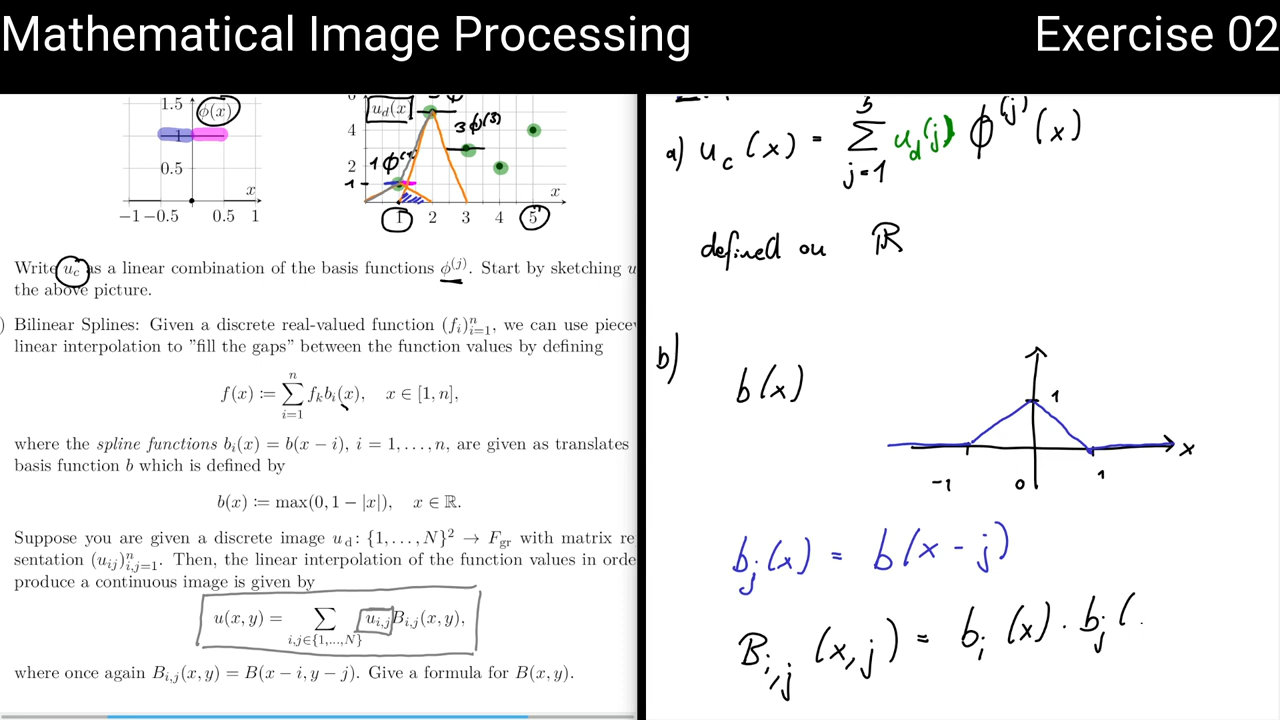 Mathematical Image Processing
Exercise 02
1.5
ϕ(x)
1
0.5
x
−1 −0.5 0.5 1
u_d(x)
4
2
1
1 ϕ^(1)
3 ϕ^(3)
x
1 2 3 4 5
Write u_c as a linear combination of the basis functions ϕ^(j). Start by sketching u
the above picture.
) Bilinear Splines: Given a discrete real-valued function (f_i)_{i=1}^n, we can use piece
linear interpolation to ”fill the gaps” between the function values by defining
f(x) := ∑_{i=1}^n f_k b_i(x), x ∈ [1, n],
where the spline functions b_i(x) = b(x − i), i = 1, . . . , n, are given as translates
basis function b which is defined by
b(x) := max(0, 1 − |x|), x ∈ ℝ.
Suppose you are given a discrete image u_d : {1, . . . , N}^2 → F_gr with matrix re
sentation (u_{ij})_{i,j=1}^n. Then, the linear interpolation of the function values in orde
produce a continuous image is given by
u(x, y) = ∑_{i,j∈{1,...,N}} u_{i,j} B_{i,j}(x, y),
where once again B_{i,j}(x, y) = B(x − i, y − j). Give a formula for B(x, y).
a) u_c(x) = ∑_{j=1}^5 u_d(j) ϕ^(j)(x)
defined on ℝ
b)
b(x)
1
x
-1 0 1
b_j(x) = b(x - j)
B_{i,j}(x,j) = b_i(x) · b_j(